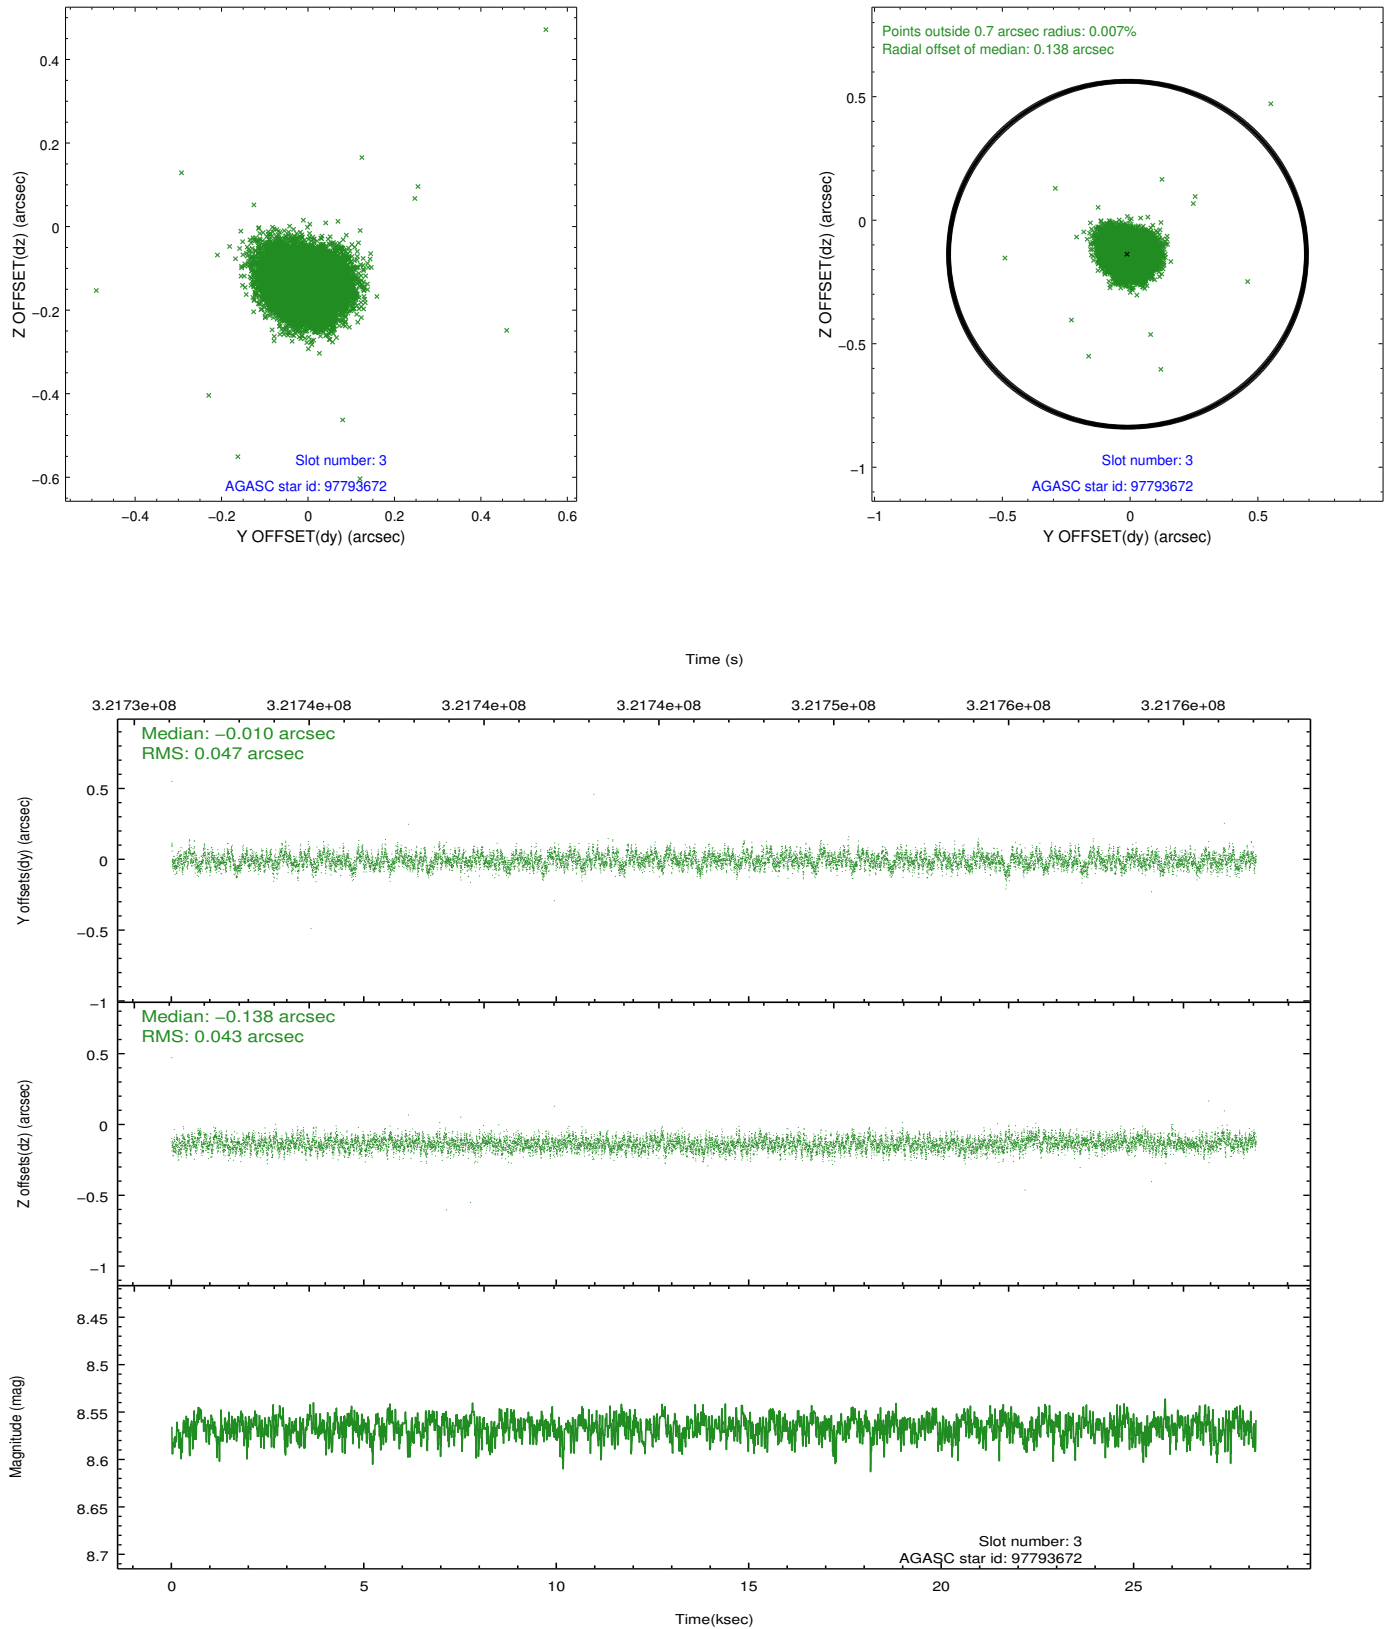 0.4
0.2
0
−0.2
−0.4
−0.6
Z OFFSET(dz) (arcsec)
Slot number: 3
AGASC star id: 97793672
−0.4
−0.2
0
0.2
0.4
0.6
Y OFFSET(dy) (arcsec)
Points outside 0.7 arcsec radius: 0.007%
Radial offset of median: 0.138 arcsec
0.5
0
−0.5
−1
Z OFFSET(dz) (arcsec)
Slot number: 3
AGASC star id: 97793672
−1
−0.5
0
0.5
Y OFFSET(dy) (arcsec)
Time (s)
3.2173e+08
3.2174e+08
3.2174e+08
3.2174e+08
3.2175e+08
3.2176e+08
3.2176e+08
Median: −0.010 arcsec
RMS: 0.047 arcsec
0.5
0
−0.5
−1
Y offsets(dy) (arcsec)
Median: −0.138 arcsec
RMS: 0.043 arcsec
0.5
0
−0.5
−1
Z offsets(dz) (arcsec)
8.45
8.5
8.55
8.6
8.65
8.7
Magnitude (mag)
Slot number: 3
AGASC star id: 97793672
0
5
10
15
20
25
Time(ksec)